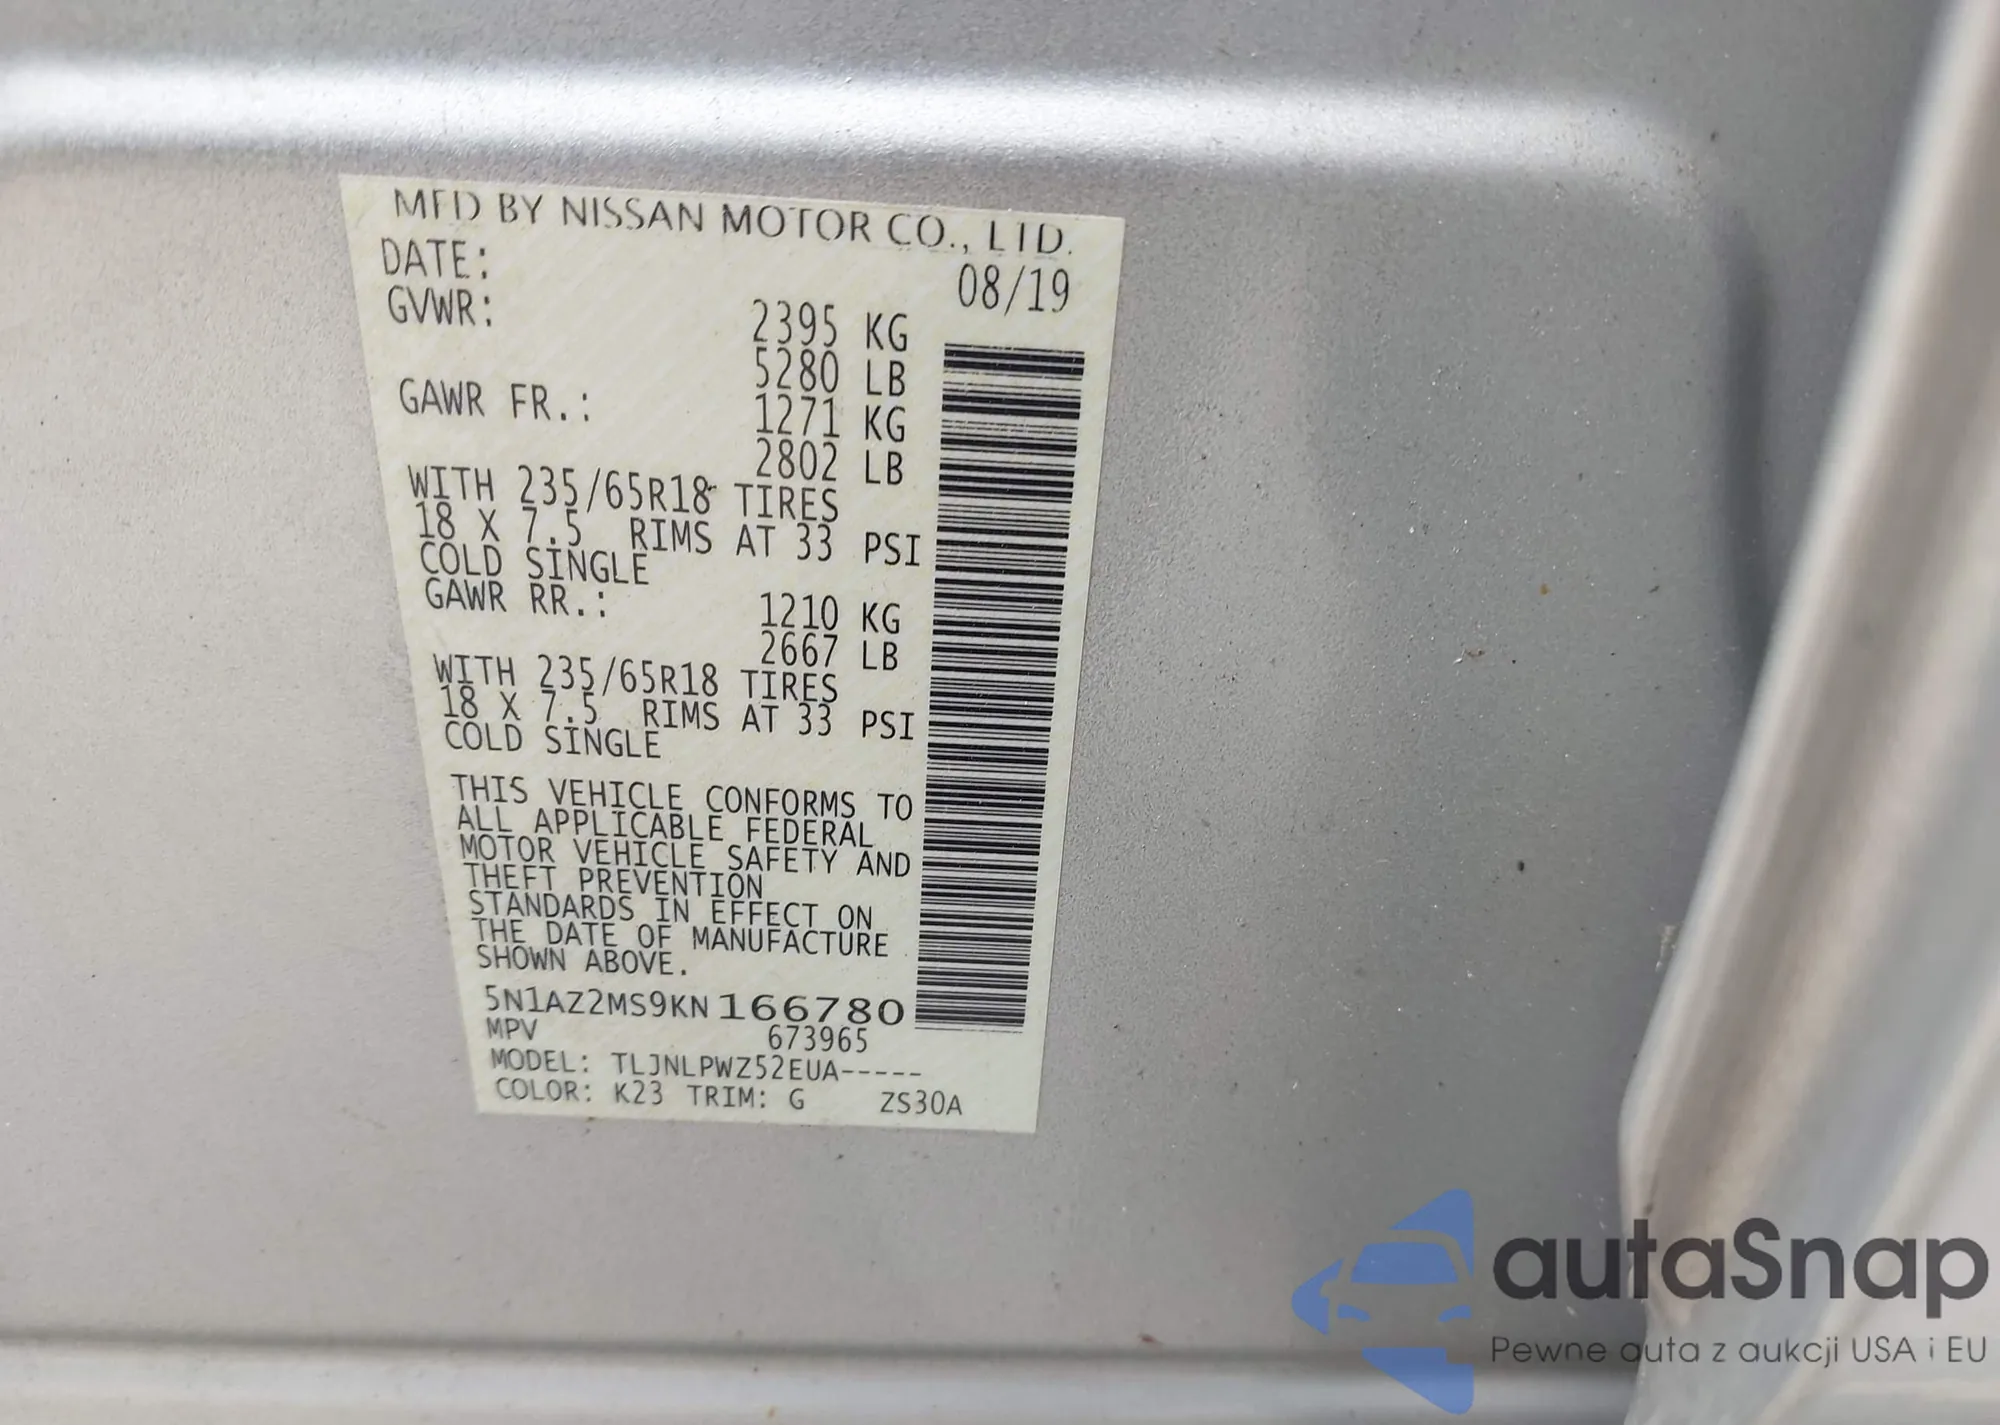 MFD BY NISSAN MOTOR CO., LTD.
DATE: 08/19
GVWR: 2395 KG
5280 LB
GAWR FR.: 1271 KG
2802 LB
WITH 235/65R18 TIRES
18 X 7.5 RIMS AT 33 PSI
COLD SINGLE
GAWR RR.: 1210 KG
2667 LB
WITH 235/65R18 TIRES
18 X 7.5 RIMS AT 33 PSI
COLD SINGLE
THIS VEHICLE CONFORMS TO
ALL APPLICABLE FEDERAL
MOTOR VEHICLE SAFETY AND
THEFT PREVENTION
STANDARDS IN EFFECT ON
THE DATE OF MANUFACTURE
SHOWN ABOVE.
5N1AZ2MS9KN166780
MPV 673965
MODEL: TLJNLPWZ52EUA-----
COLOR: K23 TRIM: G ZS30A
autaSnap
Pewne auta z aukcji USA i EU